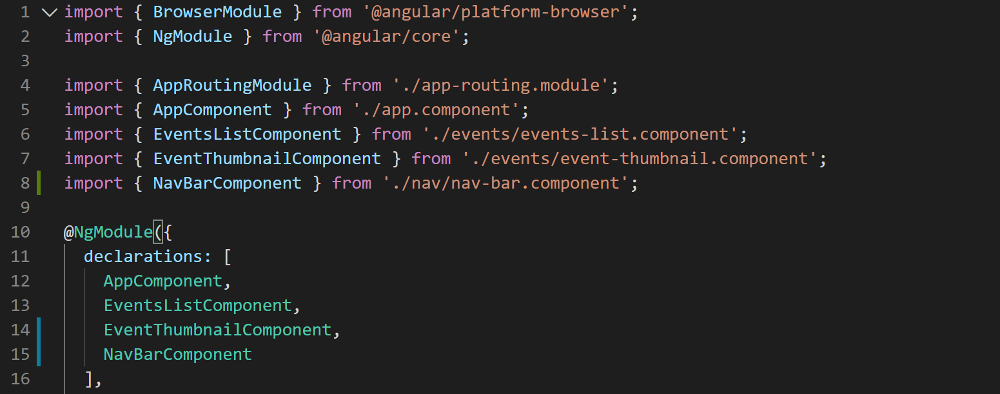 1 import { BrowserModule } from '@angular/platform-browser';
2 import { NgModule } from '@angular/core';
3
4 import { AppRoutingModule } from './app-routing.module';
5 import { AppComponent } from './app.component';
6 import { EventsListComponent } from './events/events-list.component';
7 import { EventThumbnailComponent } from './events/event-thumbnail.component';
8 import { NavBarComponent } from './nav/nav-bar.component';
9
10 @NgModule({
11   declarations: [
12     AppComponent,
13     EventsListComponent,
14     EventThumbnailComponent,
15     NavBarComponent
16   ],